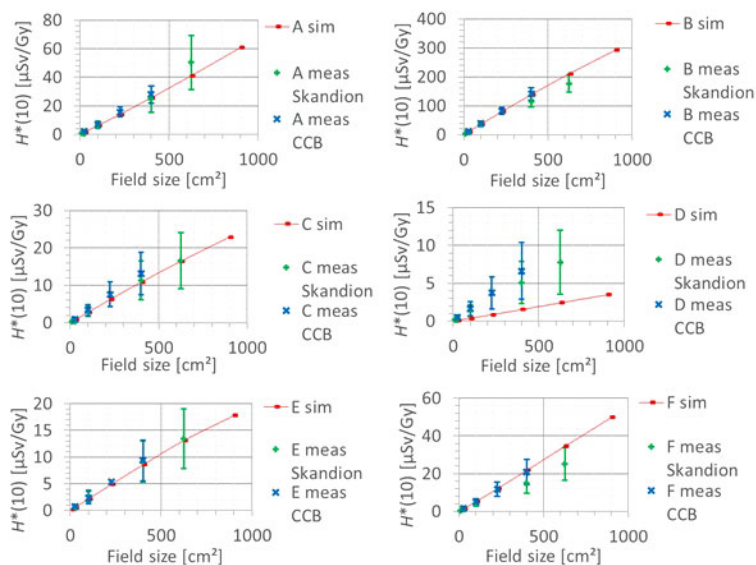 H*(10) [µSv/Gy]
80
60
40
20
0
0 500 1000
Field size [cm²]
A sim
A meas
Skandion
A meas
CCB
H*(10) [µSv/Gy]
400
300
200
100
0
0 500 1000
Field size [cm²]
B sim
B meas
Skandion
B meas
CCB
H*(10) [µSv/Gy]
30
20
10
0
0 500 1000
Field size [cm²]
C sim
C meas
Skandion
C meas
CCB
H*(10) [µSv/Gy]
15
10
5
0
0 500 1000
Field size [cm²]
D sim
D meas
Skandion
D meas
CCB
H*(10) [µSv/Gy]
20
15
10
5
0
0 500 1000
Field size [cm²]
E sim
E meas
Skandion
E meas
CCB
H*(10) [µSv/Gy]
60
40
20
0
0 500 1000
Field size [cm²]
F sim
F meas
Skandion
F meas
CCB